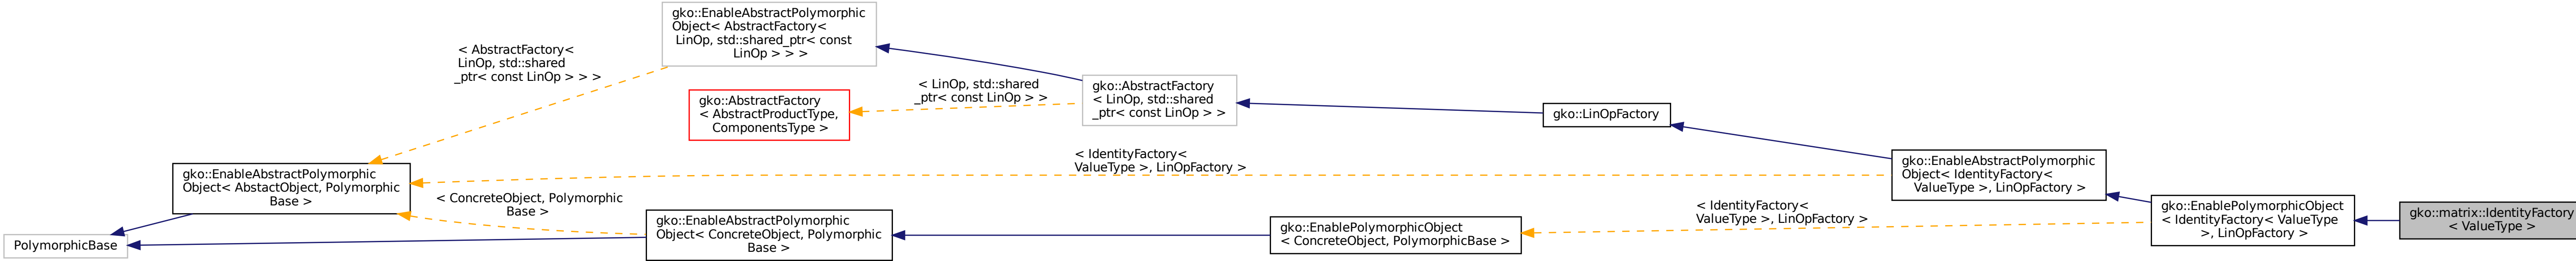 gko::EnableAbstractPolymorphic
Object< AbstractFactory<
LinOp, std::shared_ptr< const
LinOp > > >
< AbstractFactory<
LinOp, std::shared
_ptr< const LinOp > > >
gko::AbstractFactory
< AbstractProductType,
ComponentsType >
< LinOp, std::shared
_ptr< const LinOp > >
gko::AbstractFactory
< LinOp, std::shared
_ptr< const LinOp > >
gko::LinOpFactory
gko::EnableAbstractPolymorphic
Object< AbstactObject, Polymorphic
Base >
< IdentityFactory<
ValueType >, LinOpFactory >
gko::EnableAbstractPolymorphic
Object< IdentityFactory<
ValueType >, LinOpFactory >
< ConcreteObject, Polymorphic
Base >
PolymorphicBase
gko::EnableAbstractPolymorphic
Object< ConcreteObject, Polymorphic
Base >
gko::EnablePolymorphicObject
< ConcreteObject, PolymorphicBase >
< IdentityFactory<
ValueType >, LinOpFactory >
gko::EnablePolymorphicObject
< IdentityFactory< ValueType
>, LinOpFactory >
gko::matrix::IdentityFactory
< ValueType >